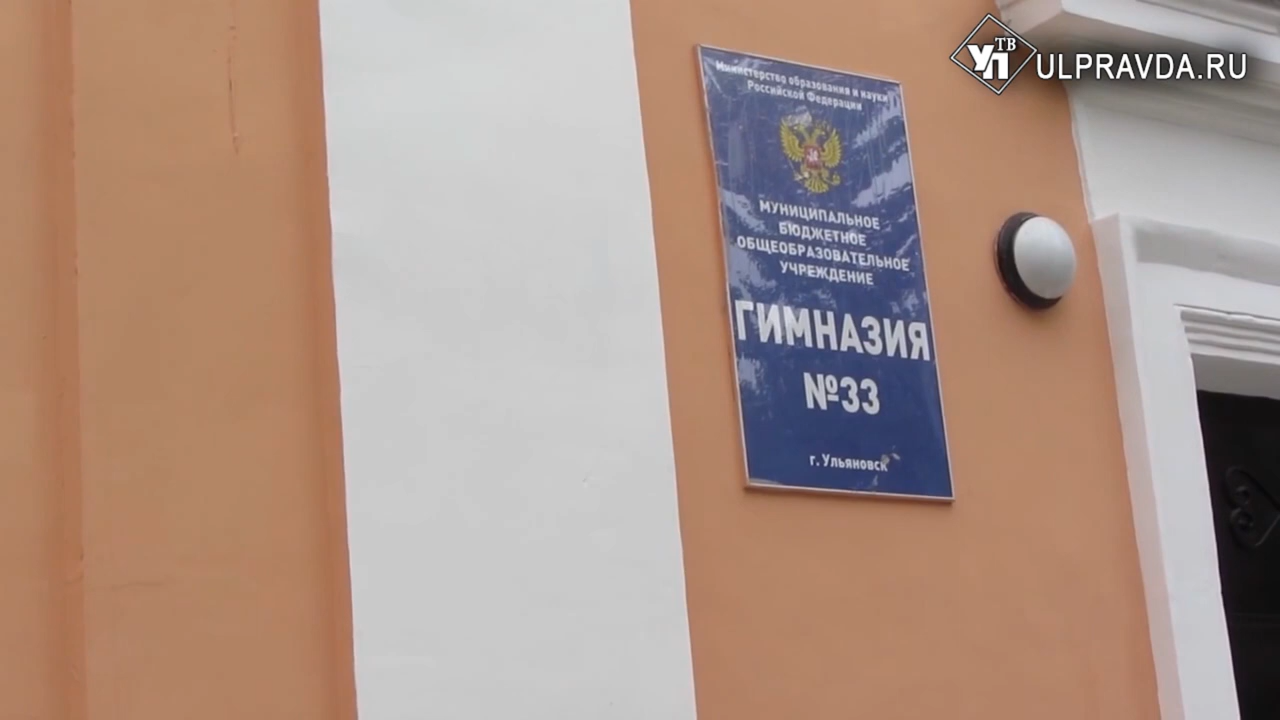 УП ТВ
ULPRAVDA.RU
Министерство образования и науки
Российской Федерации
МУНИЦИПАЛЬНОЕ
БЮДЖЕТНОЕ
ОБЩЕОБРАЗОВАТЕЛЬНОЕ
УЧРЕЖДЕНИЕ
ГИМНАЗИЯ
№33
г. Ульяновск